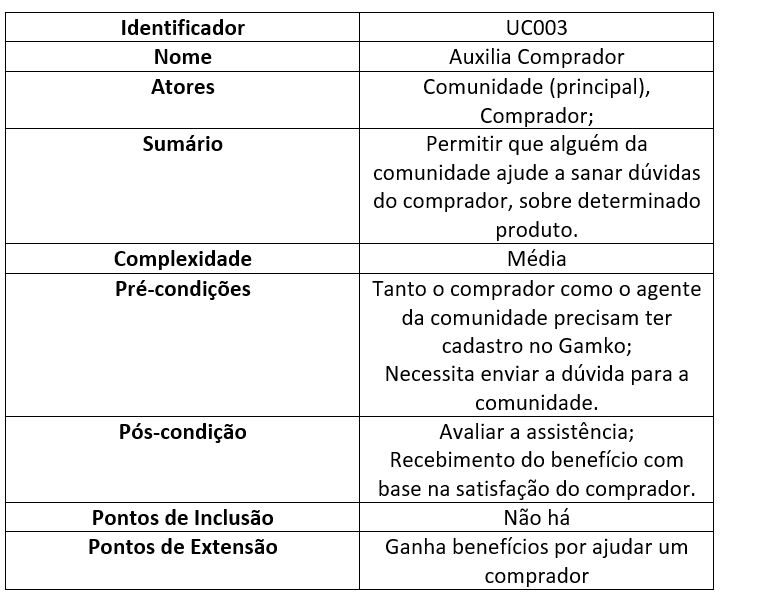 Identificador UC003
Nome Auxilia Comprador
Atores Comunidade (principal),
Comprador;
Sumário Permitir que alguém da
comunidade ajude a sanar dúvidas
do comprador, sobre determinado
produto.
Complexidade Média
Pré-condições Tanto o comprador como o agente
da comunidade precisam ter
cadastro no Gamko;
Necessita enviar a dúvida para a
comunidade.
Pós-condição Avaliar a assistência;
Recebimento do benefício com
base na satisfação do comprador.
Pontos de Inclusão Não há
Pontos de Extensão Ganha benefícios por ajudar um
comprador